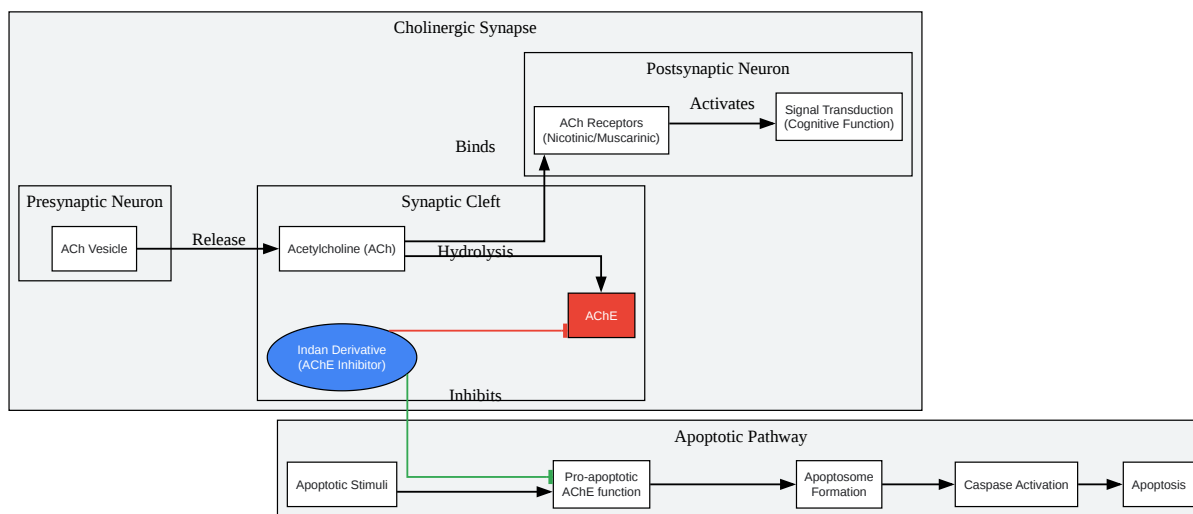 Cholinergic Synapse
Postsynaptic Neuron
Activates
Signal Transduction
(Cognitive Function)
ACh Receptors
(Nicotinic/Muscarinic)
Binds
Presynaptic Neuron
Synaptic Cleft
Release
ACh Vesicle
Acetylcholine (ACh)
Hydrolysis
AChE
Indan Derivative
(AChE Inhibitor)
Inhibits
Apoptotic Pathway
Apoptotic Stimuli
Pro-apoptotic
AChE function
Apoptosome
Formation
Caspase Activation
Apoptosis